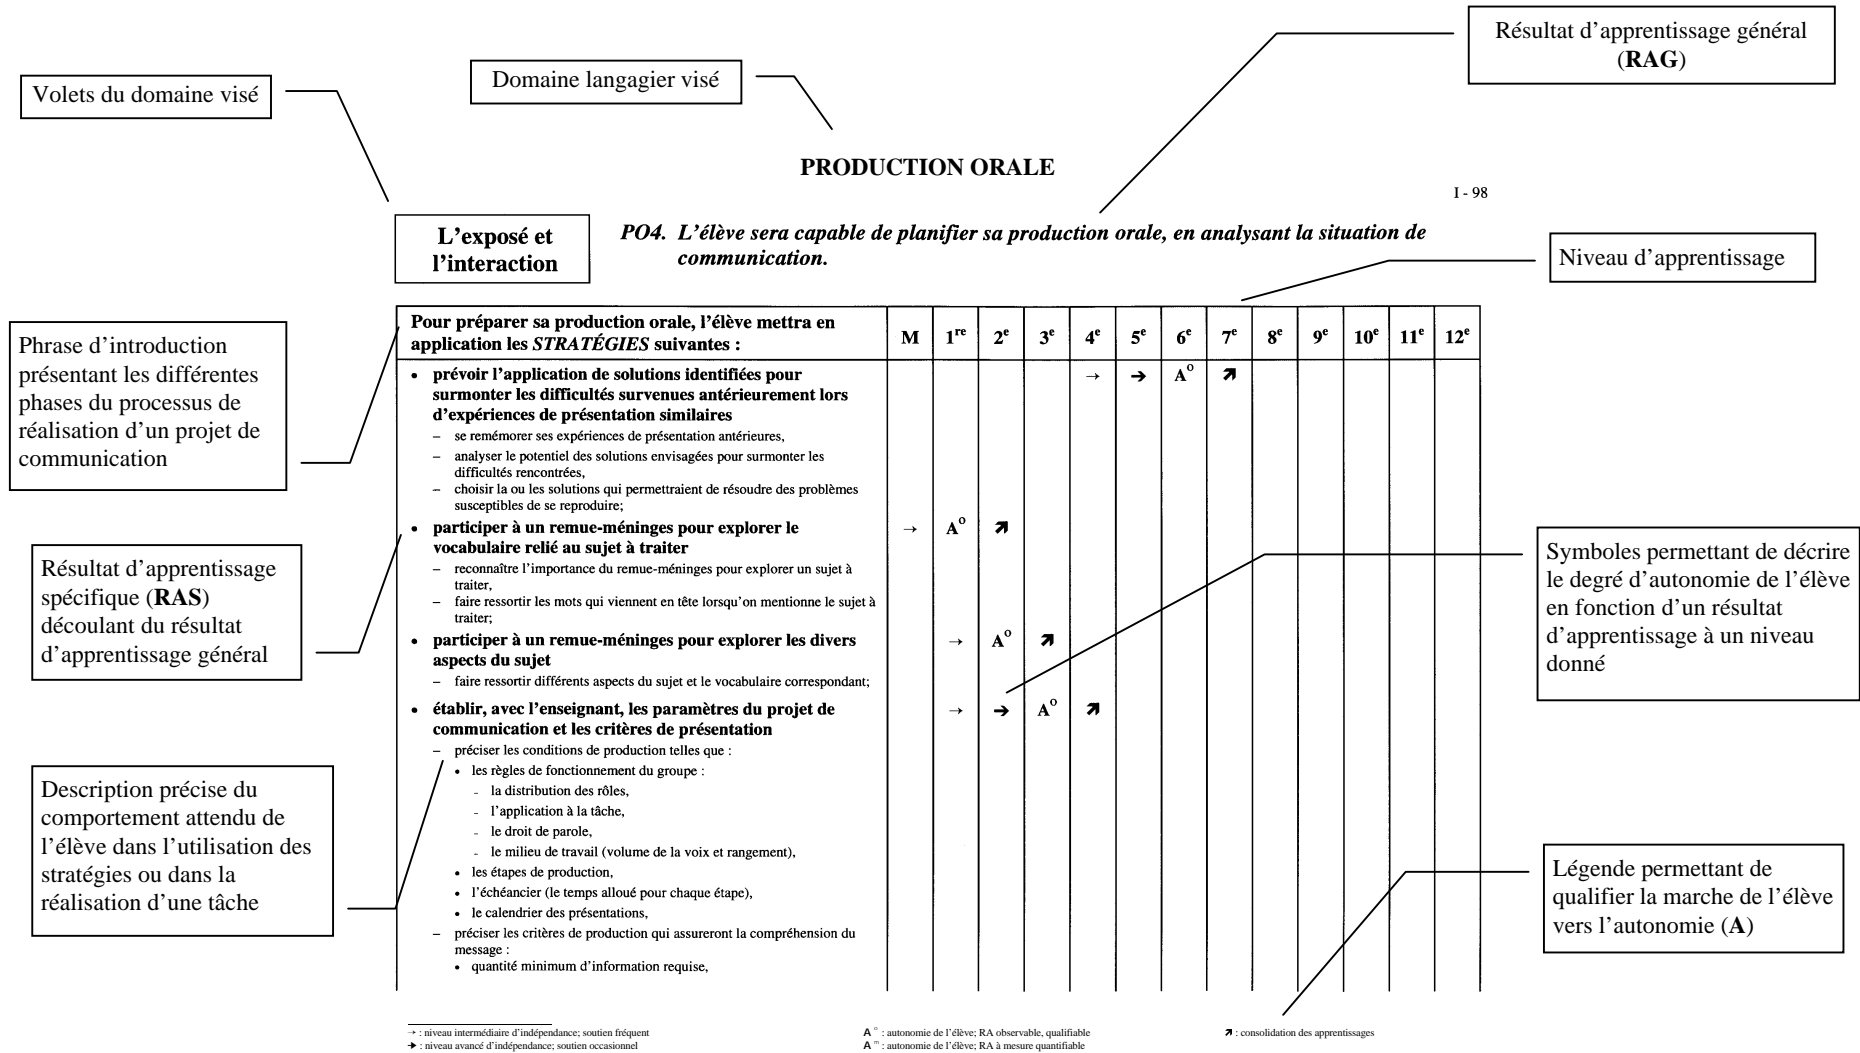 Résultat d'apprentissage général
(RAG)
Domaine langagier visé
Volets du domaine visé
PRODUCTION ORALE
I - 98
L'exposé et
l'interaction
PO4. L'élève sera capable de planifier sa production orale, en analysant la situation de
communication.
Niveau d'apprentissage
Phrase d'introduction
présentant les différentes
phases du processus de
réalisation d'un projet de
communication
Résultat d'apprentissage
spécifique (RAS)
découlant du résultat
d'apprentissage général
Description précise du
comportement attendu de
l'élève dans l'utilisation des
stratégies ou dans la
réalisation d'une tâche
Pour préparer sa production orale, l'élève mettra en
application les STRATÉGIES suivantes : M 1re 2e 3e 4e 5e 6e 7e 8e 9e 10e 11e 12e
• prévoir l'application de solutions identifiées pour → ➔ Ao ↗
surmonter les difficultés survenues antérieurement lors
d'expériences de présentation similaires
– se remémorer ses expériences de présentation antérieures,
– analyser le potentiel des solutions envisagées pour surmonter les
difficultés rencontrées,
– choisir la ou les solutions qui permettraient de résoudre des problèmes
susceptibles de se reproduire;
• participer à un remue-méninges pour explorer le → Ao ↗
vocabulaire relié au sujet à traiter
– reconnaître l'importance du remue-méninges pour explorer un sujet à
traiter,
– faire ressortir les mots qui viennent en tête lorsqu'on mentionne le sujet à
traiter;
• participer à un remue-méninges pour explorer les divers → Ao ↗
aspects du sujet
– faire ressortir différents aspects du sujet et le vocabulaire correspondant;
• établir, avec l'enseignant, les paramètres du projet de → ➔ Ao ↗
communication et les critères de présentation
– préciser les conditions de production telles que :
• les règles de fonctionnement du groupe :
- la distribution des rôles,
- l'application à la tâche,
- le droit de parole,
- le milieu de travail (volume de la voix et rangement),
• les étapes de production,
• l'échéancier (le temps alloué pour chaque étape),
• le calendrier des présentations,
– préciser les critères de production qui assureront la compréhension du
message :
• quantité minimum d'information requise,
Symboles permettant de décrire
le degré d'autonomie de l'élève
en fonction d'un résultat
d'apprentissage à un niveau
donné
Légende permettant de
qualifier la marche de l'élève
vers l'autonomie (A)
→ : niveau intermédiaire d'indépendance; soutien fréquent
➔ : niveau avancé d'indépendance; soutien occasionnel
A o : autonomie de l'élève; RA observable, qualifiable
A m : autonomie de l'élève; RA à mesure quantifiable
↗ : consolidation des apprentissages